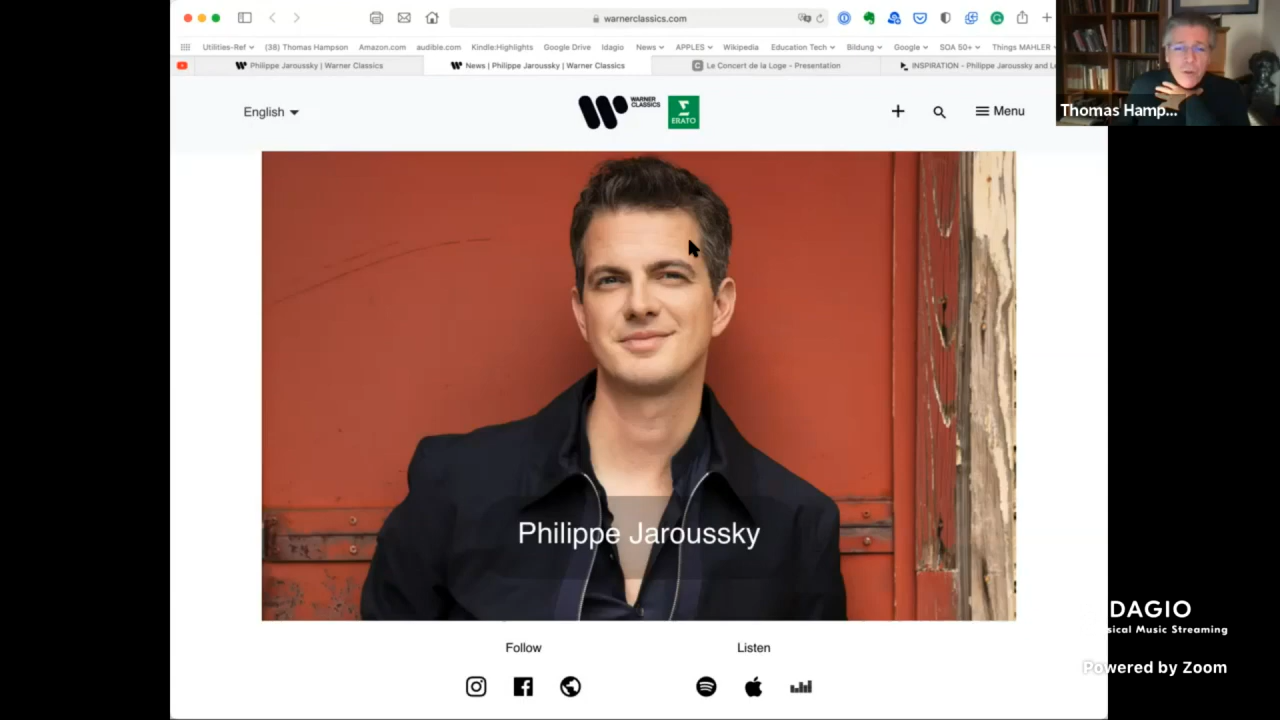 warnerclassics.com
Utilities-Ref (38) Thomas Hampson Amazon.com audible.com Kindle:Highlights Google Drive Idagio News APPLES Wikipedia Education Tech Bildung Google SOA 50+ Things MAHLER
Philippe Jaroussky | Warner Classics
News | Philippe Jaroussky | Warner Classics
Le Concert de la Loge - Presentation
INSPIRATION - Philippe Jaroussky and L
Thomas Hamp...
English
WARNER
CLASSICS
ERATO
Menu
Philippe Jaroussky
Follow
Listen
DAGIO
sical Music Streaming
Powered by Zoom